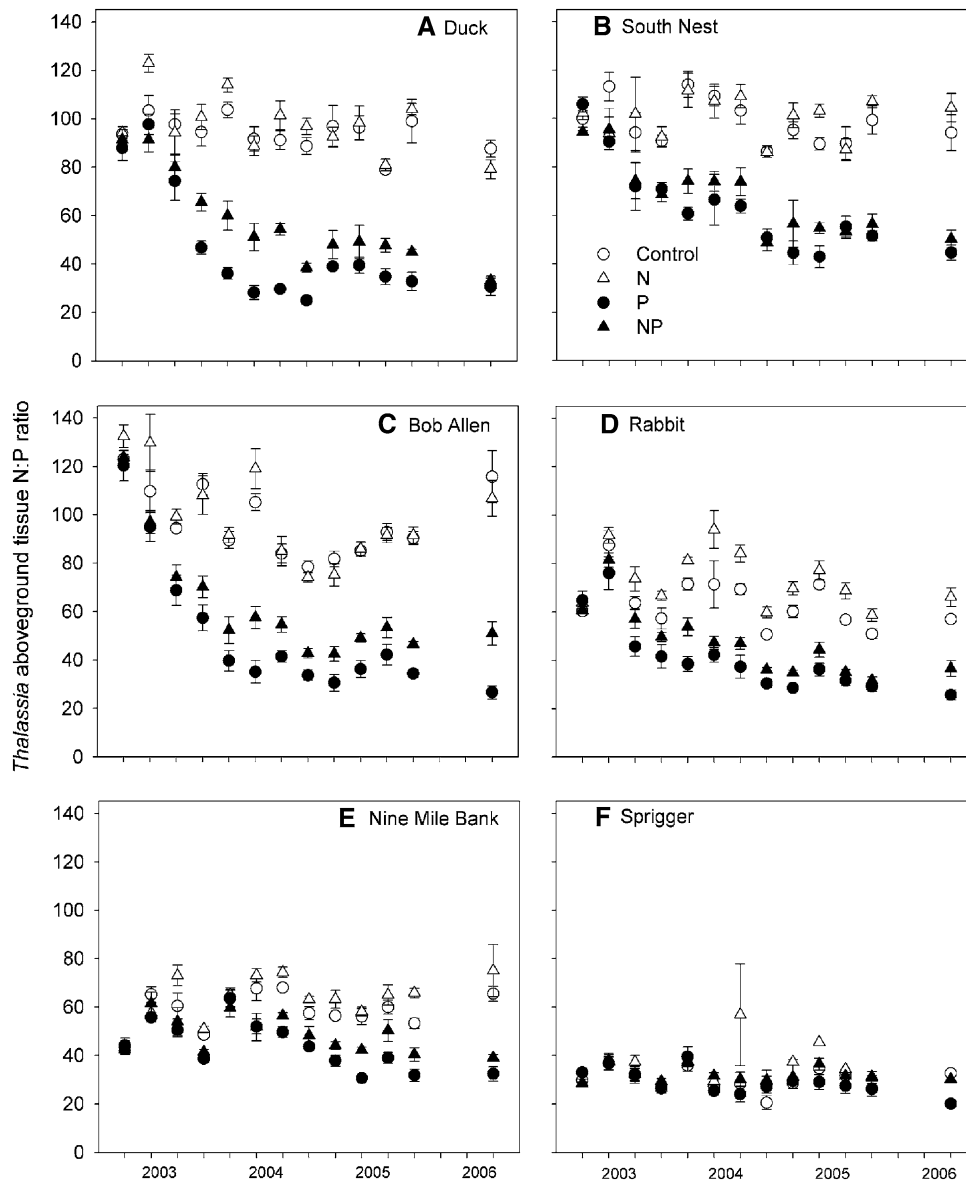 A Duck
140
120
100
80
60
40
20
0
B South Nest
Control
N
P
NP
Thalassia aboveground tissue N:P ratio
C Bob Allen
140
120
100
80
60
40
20
0
D Rabbit
E Nine Mile Bank
140
120
100
80
60
40
20
0
2003 2004 2005 2006
F Sprigger
2003 2004 2005 2006